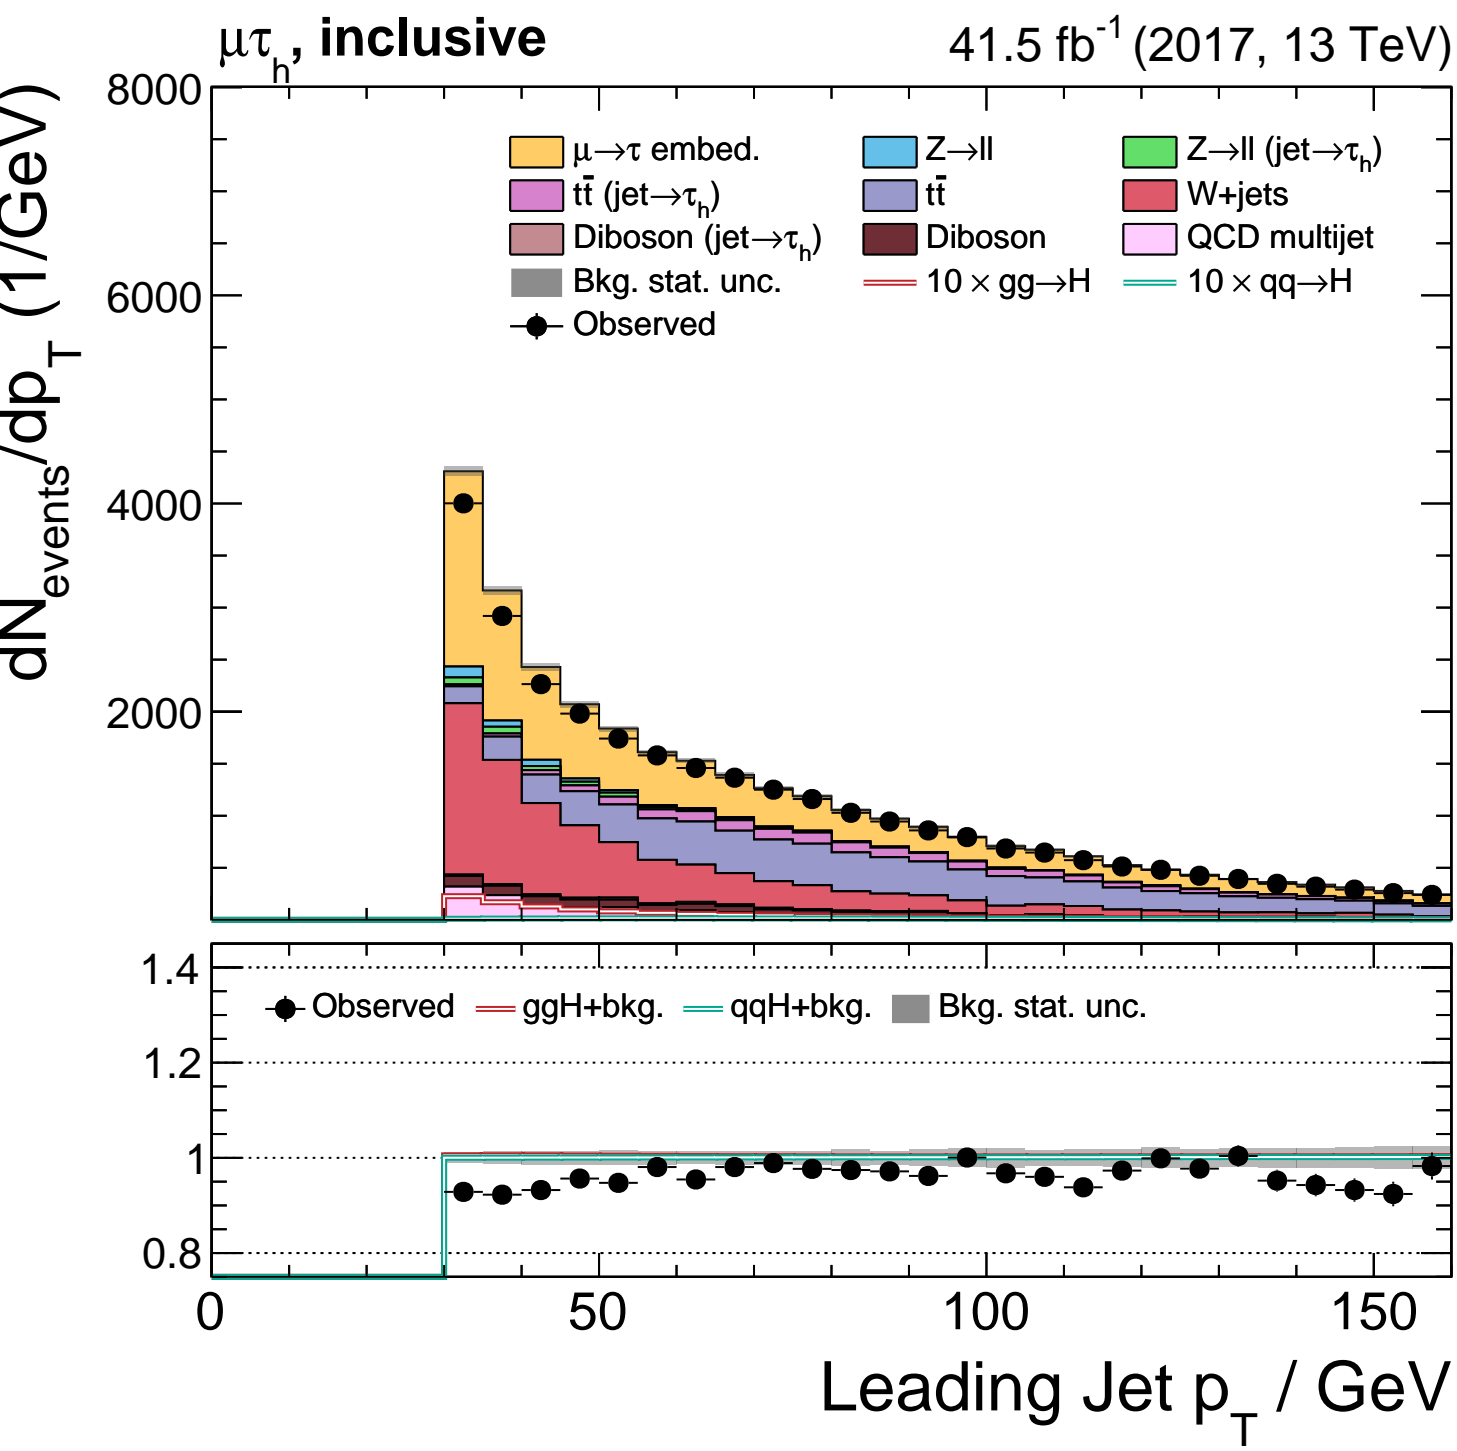 μτh, inclusive 41.5 fb-1 (2017, 13 TeV)
dNevents/dpT (1/GeV)
8000
6000
4000
2000
μ→τ embed. Z→ll Z→ll (jet→τh)
tt̄ (jet→τh) tt̄ W+jets
Diboson (jet→τh) Diboson QCD multijet
Bkg. stat. unc. 10 × gg→H 10 × qq→H
Observed
1.4
1.2
1
0.8
Observed ggH+bkg. qqH+bkg. Bkg. stat. unc.
0 50 100 150
Leading Jet pT / GeV